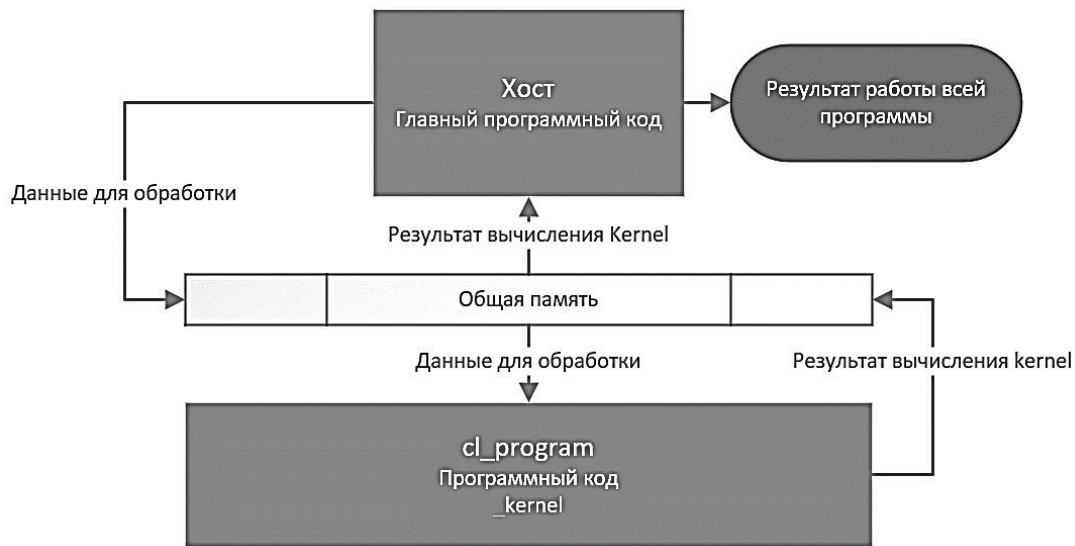 Хост
Главный программный код
Результат работы всей
программы
Данные для обработки
Результат вычисления Kernel
Общая память
Данные для обработки
Результат вычисления kernel
cl_program
Программный код
_kernel